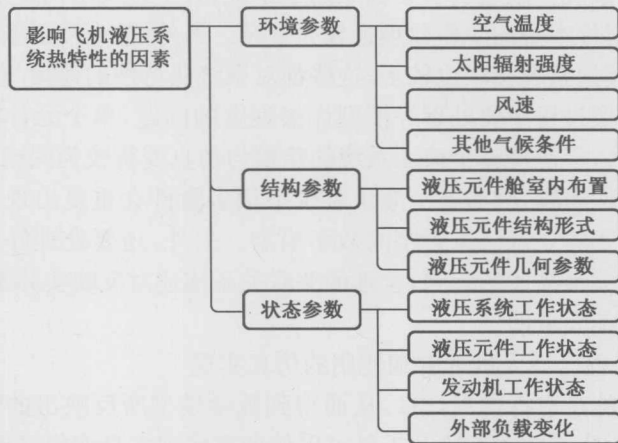 影响飞机液压系
统热特性的因素
环境参数
空气温度
太阳辐射强度
风速
其他气候条件
结构参数
液压元件舱室内布置
液压元件结构形式
液压元件几何参数
状态参数
液压系统工作状态
液压元件工作状态
发动机工作状态
外部负载变化